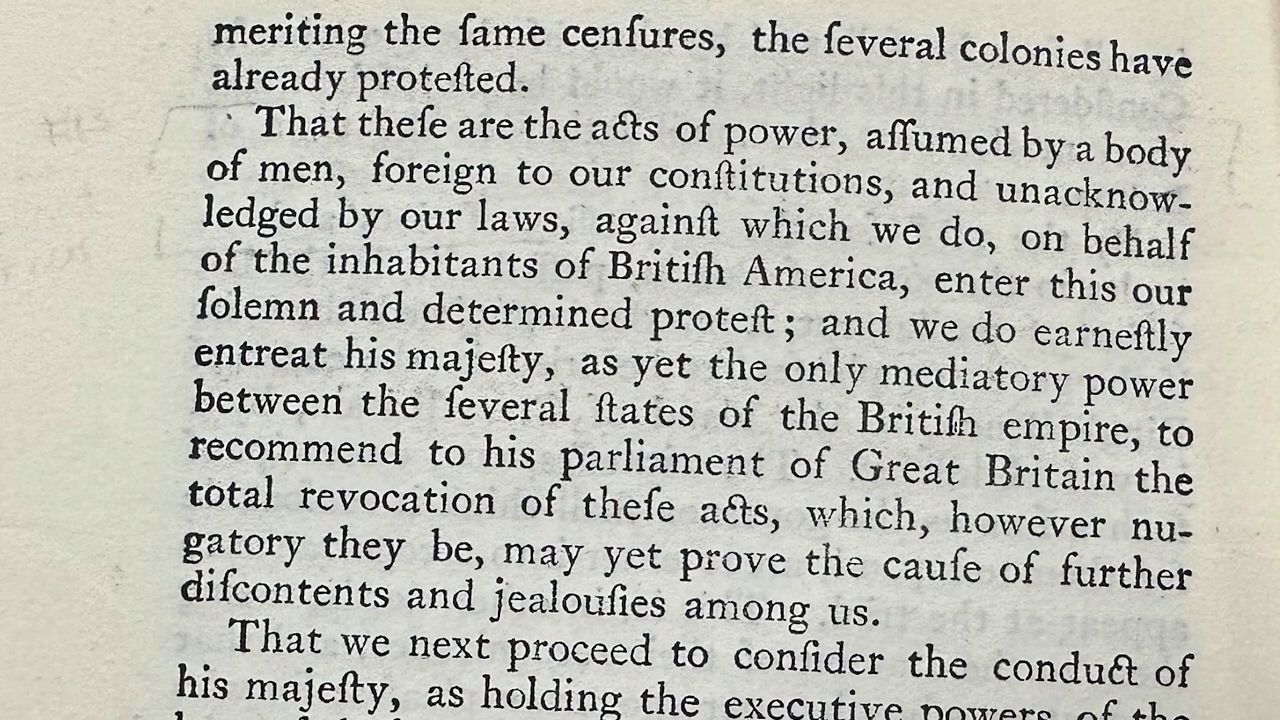 meriting the ſame cenſures, the ſeveral colonies have
already proteſted.
That theſe are the acts of power, aſſumed by a body
of men, foreign to our conſtitutions, and unacknow-
ledged by our laws, againſt which we do, on behalf
of the inhabitants of Britiſh America, enter this our
ſolemn and determined proteſt; and we do earneſtly
entreat his majeſty, as yet the only mediatory power
between the ſeveral ſtates of the Britiſh empire, to
recommend to his parliament of Great Britain the
total revocation of theſe acts, which, however nu-
gatory they be, may yet prove the cauſe of further
diſcontents and jealouſies among us.
That we next proceed to conſider the conduct of
his majeſty, as holding the executive powers of the